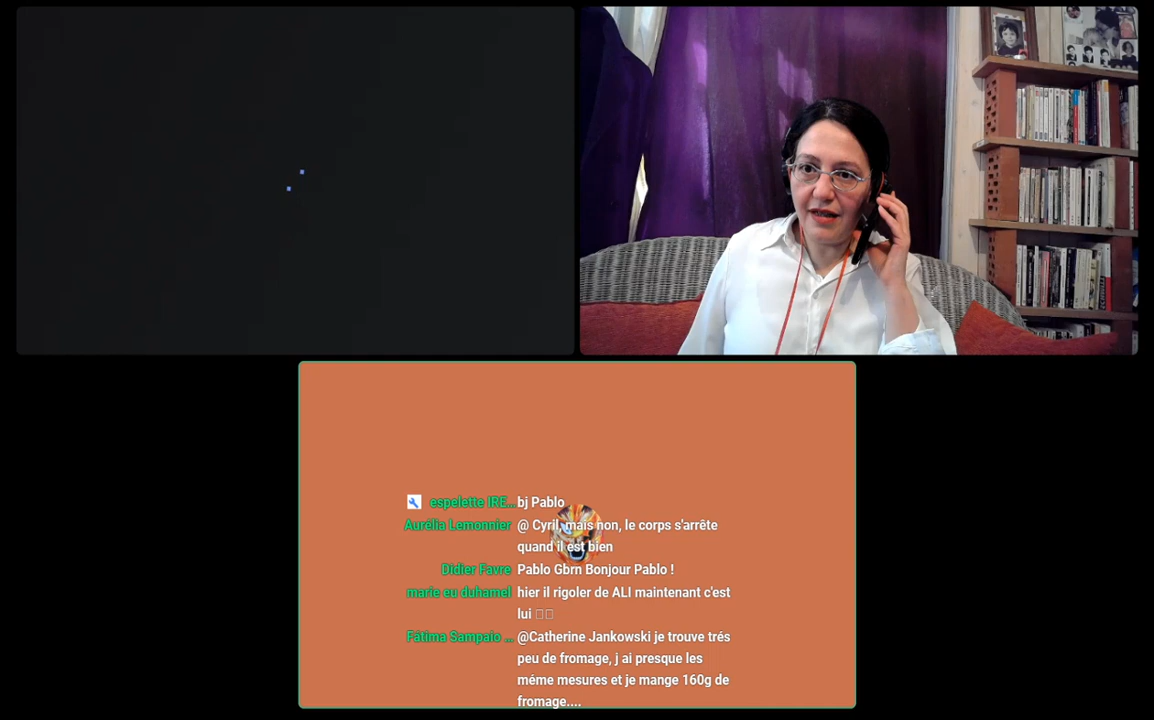 espelette IRE... bj Pablo
Aurélia Lemonnier @ Cyril, mais non, le corps s'arrête
quand il est bien
Didier Favre Pablo Gbrn Bonjour Pablo !
marie eu duhamel hier il rigoler de ALI maintenant c'est
lui
Fátima Sampaio ... @Catherine Jankowski je trouve trés
peu de fromage, j ai presque les
méme mesures et je mange 160g de
fromage....